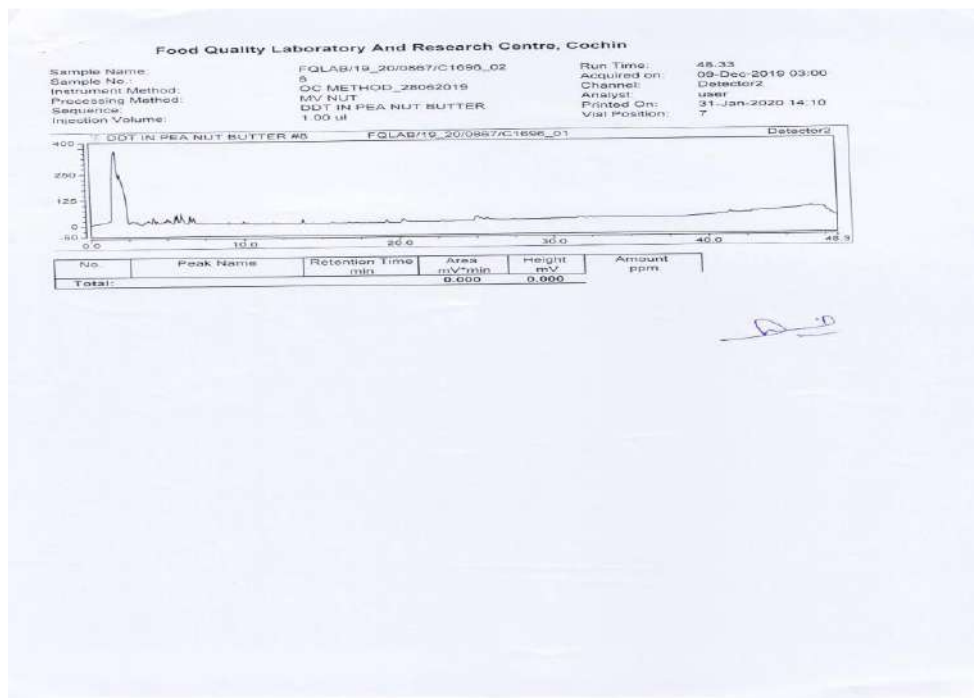 Food Quality Laboratory And Research Centre, Cochin
Sample Name: FQLAB/19_20/0867/C1696_02 Run Time: 48.33
Sample No.: 8 Acquired on: 09-Dec-2019 03:00
Instrument Method: OC METHOD_28062019 Channel: Detector2
Processing Method: MV NUT Analyst: user
Sequence: DDT IN PEA NUT BUTTER Printed On: 31-Jan-2020 14:10
Injection Volume: 1.00 ul Vial Position: 7
DDT IN PEA NUT BUTTER #8 FQLAB/19_20/0867/C1696_01 Detector2
400
250
125
0
-50
0.0 10.0 20.0 30.0 40.0 48.3
No. Peak Name Retention Time Area Height Amount
min mV*min mV ppm
Total: 0.000 0.000